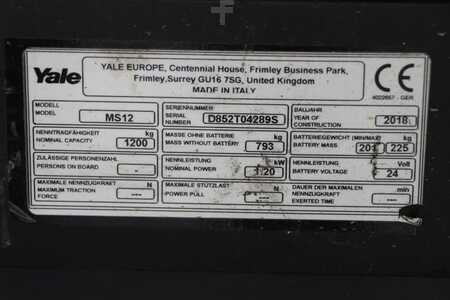 Yale
YALE EUROPE, Centennial House, Frimley Business Park,
Frimley, Surrey GU16 7SG, United Kingdom
MADE IN ITALY
CE
4022657 - GER
MODELL
MODEL
MS12
SERIENNUMMER
SERIAL NUMBER
D852T04289S
BAUJAHR
YEAR OF CONSTRUCTION
2018
NENNTRAGFÄHIGKEIT
NOMINAL CAPACITY
kg
1200
MASSE OHNE BATTERIE
MASS WITHOUT BATTERY
kg
793
BATTERIEGEWICHT (MIN/MAX)
BATTERY MASS
kg
225
ZULÄSSIGE PERSONENZAHL
PERSONS ON BOARD
NENNLEISTUNG
NOMINAL POWER
kW
1.20
NENNLEISTUNG
BATTERY VOLTAGE
Volt
24
MAXIMALE NENNZUGKRAFT
MAXIMUM TRACTION FORCE
N
---
MAXIMALE STÜTZLAST
POWER PULL
N
---
DAUER DER MAXIMALEN NENNZUGKRAFT
EXERTED TIME
min
---